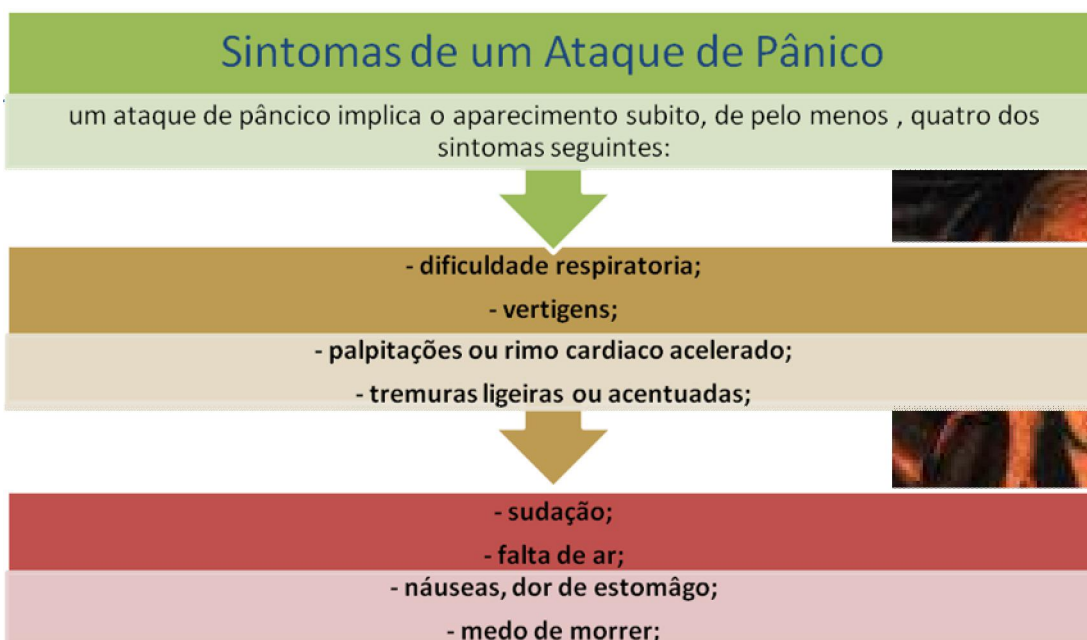 Sintomas de um Ataque de Pânico
um ataque de pâncico implica o aparecimento subito, de pelo menos , quatro dos
sintomas seguintes:
- dificuldade respiratoria;
- vertigens;
- palpitações ou rimo cardiaco acelerado;
- tremuras ligeiras ou acentuadas;
- sudação;
- falta de ar;
- náuseas, dor de estomâgo;
- medo de morrer;